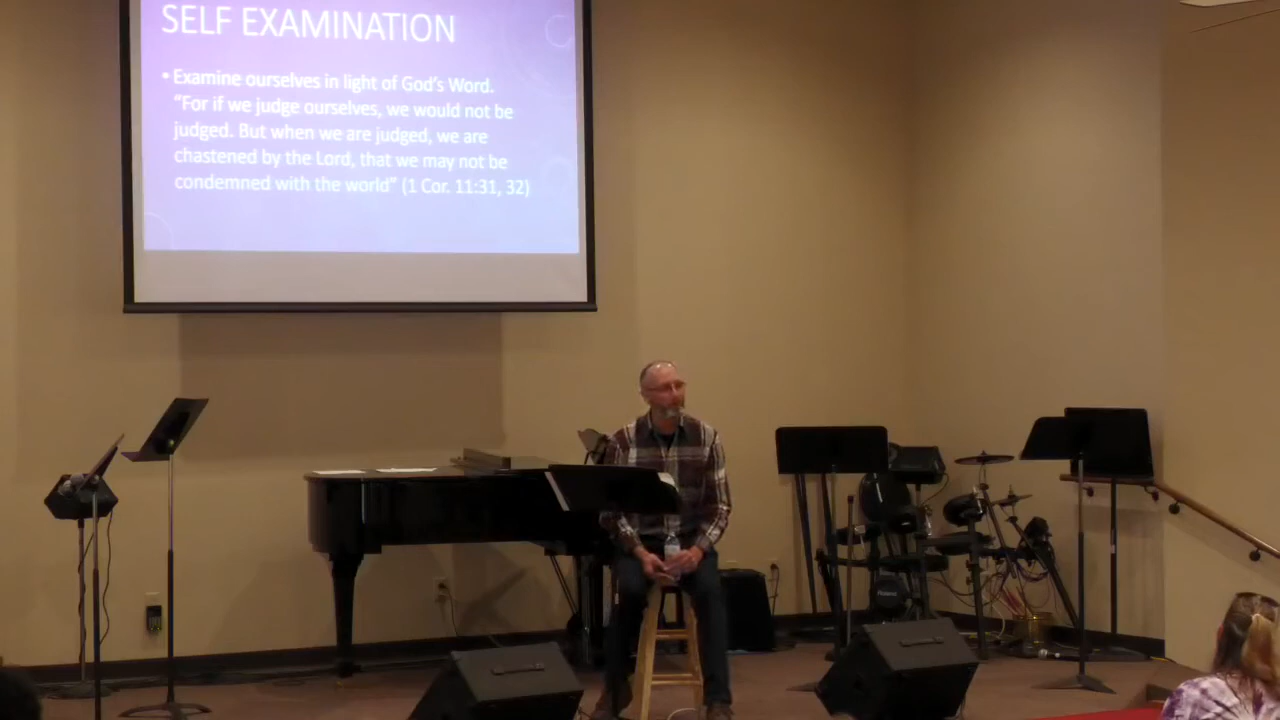 SELF EXAMINATION
• Examine ourselves in light of God's Word.
"For if we judge ourselves, we would not be
judged. But when we are judged, we are
chastened by the Lord, that we may not be
condemned with the world" (1 Cor. 11:31, 32)
Roland